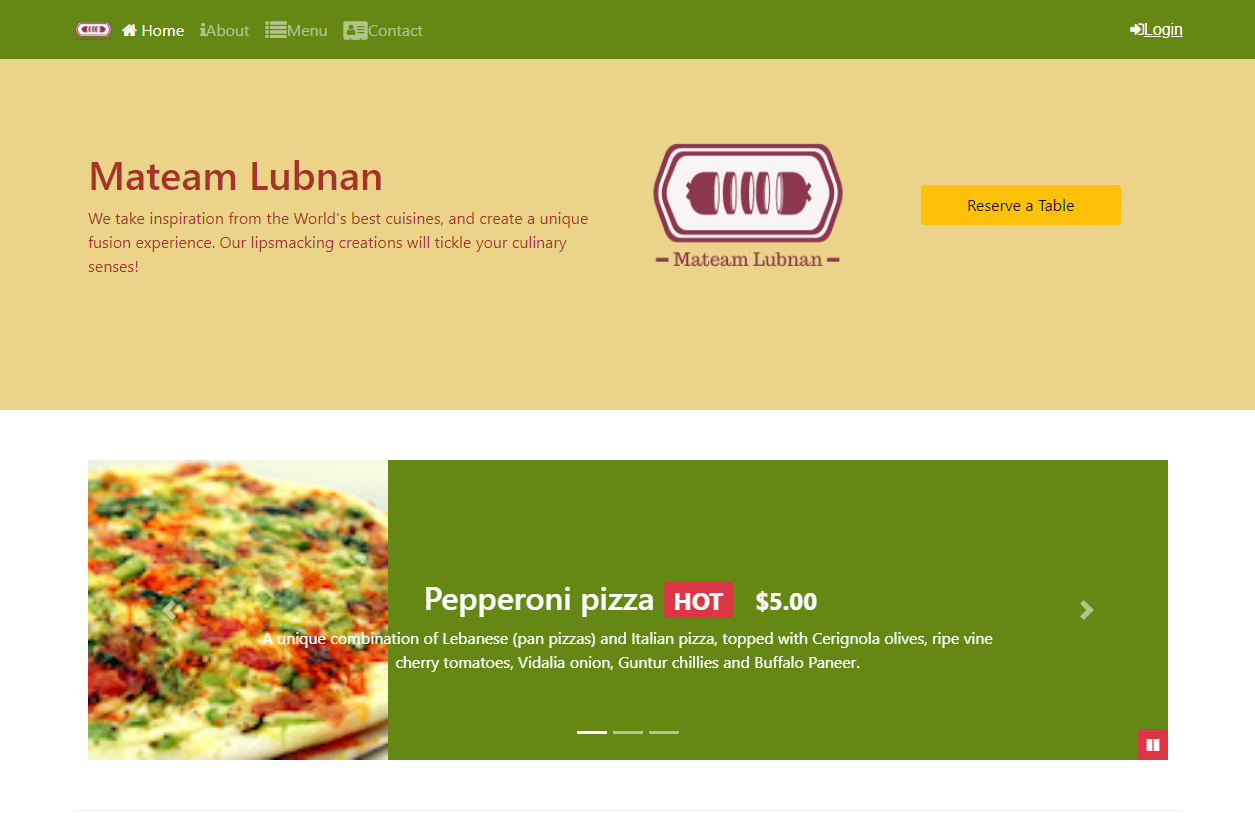 Home About Menu Contact Login
Mateam Lubnan
We take inspiration from the World's best cuisines, and create a unique
fusion experience. Our lipsmacking creations will tickle your culinary
senses!
Mateam Lubnan
Reserve a Table
Pepperoni pizza HOT $5.00
A unique combination of Lebanese (pan pizzas) and Italian pizza, topped with Cerignola olives, ripe vine
cherry tomatoes, Vidalia onion, Guntur chillies and Buffalo Paneer.